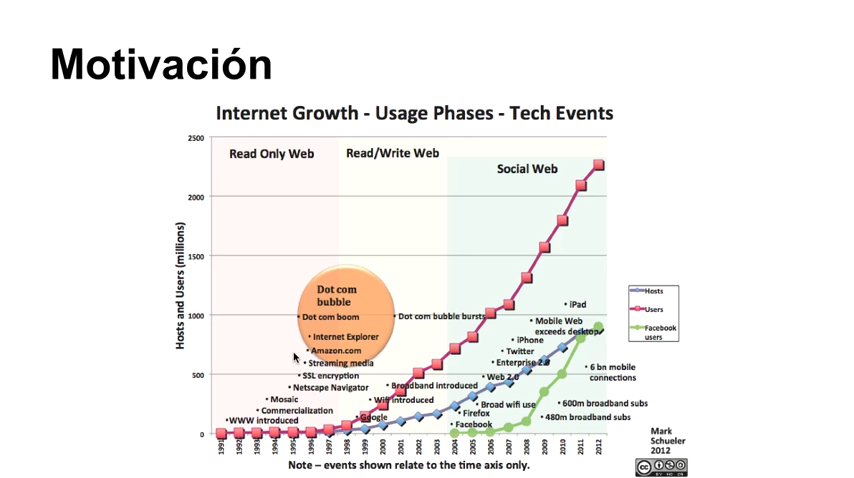 Motivación
Internet Growth - Usage Phases - Tech Events
Hosts and Users (millions)
2500
2000
1500
1000
500
0
Read Only Web
Read/Write Web
Social Web
Dot com
bubble
• Dot com boom
• Dot com bubble bursts
• Internet Explorer
• Amazon.com
• Streaming media
• SSL encryption
• Netscape Navigator
• Mosaic
• Commercialization
• WWW introduced
• Broadband introduced
• Wifi introduced
• Google
• iPad
• Mobile Web
exceeds desktop
• iPhone
• Twitter
• Enterprise 2.0
• Web 2.0
• Broad wifi use
• Firefox
• Facebook
• 6 bn mobile
connections
• 600m broadband subs
• 480m broadband subs
1991 1992 1993 1994 1995 1996 1997 1998 1999 2000 2001 2002 2003 2004 2005 2006 2007 2008 2009 2010 2011 2012
Note – events shown relate to the time axis only.
Hosts
Users
Facebook
users
Mark
Schueler
2012
cc